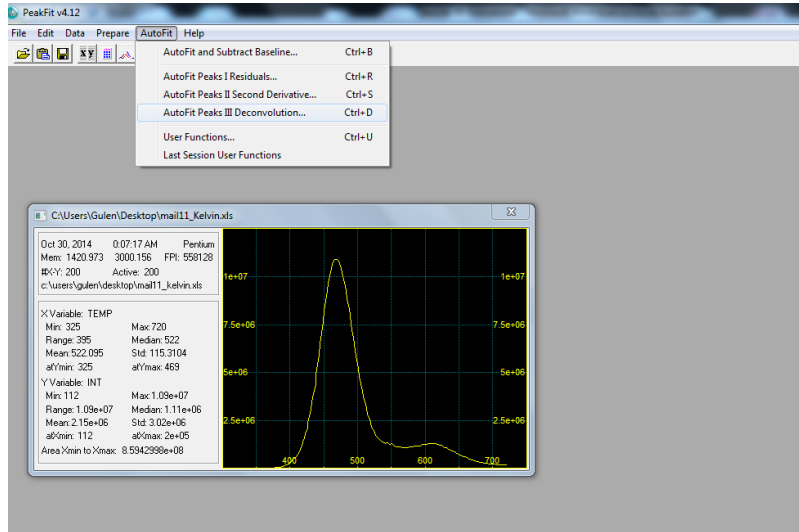 PeakFit v4.12
File Edit Data Prepare AutoFit Help
XY
AutoFit and Subtract Baseline... Ctrl+B
AutoFit Peaks I Residuals... Ctrl+R
AutoFit Peaks II Second Derivative... Ctrl+S
AutoFit Peaks III Deconvolution... Ctrl+D
User Functions... Ctrl+U
Last Session User Functions
C:\Users\Gulen\Desktop\mail11_Kelvin.xls
Oct 30, 2014 0:07:17 AM Pentium
Mem: 1420.973 3000.156 FPI: 558128
#X-Y: 200 Active: 200
c:\users\gulen\desktop\mail11_kelvin.xls
X Variable: TEMP
Min: 325 Max: 720
Range: 395 Median: 522
Mean: 522.095 Std: 115.3104
atYmin: 325 atYmax: 469
Y Variable: INT
Min: 112 Max: 1.09e+07
Range: 1.09e+07 Median: 1.11e+06
Mean: 2.15e+06 Std: 3.02e+06
atXmin: 112 atXmax: 2e+05
Area Xmin to Xmax: 8.5942998e+08
1e+07 1e+07
7.5e+06 7.5e+06
5e+06 5e+06
2.5e+06 2.5e+06
400 500 600 700